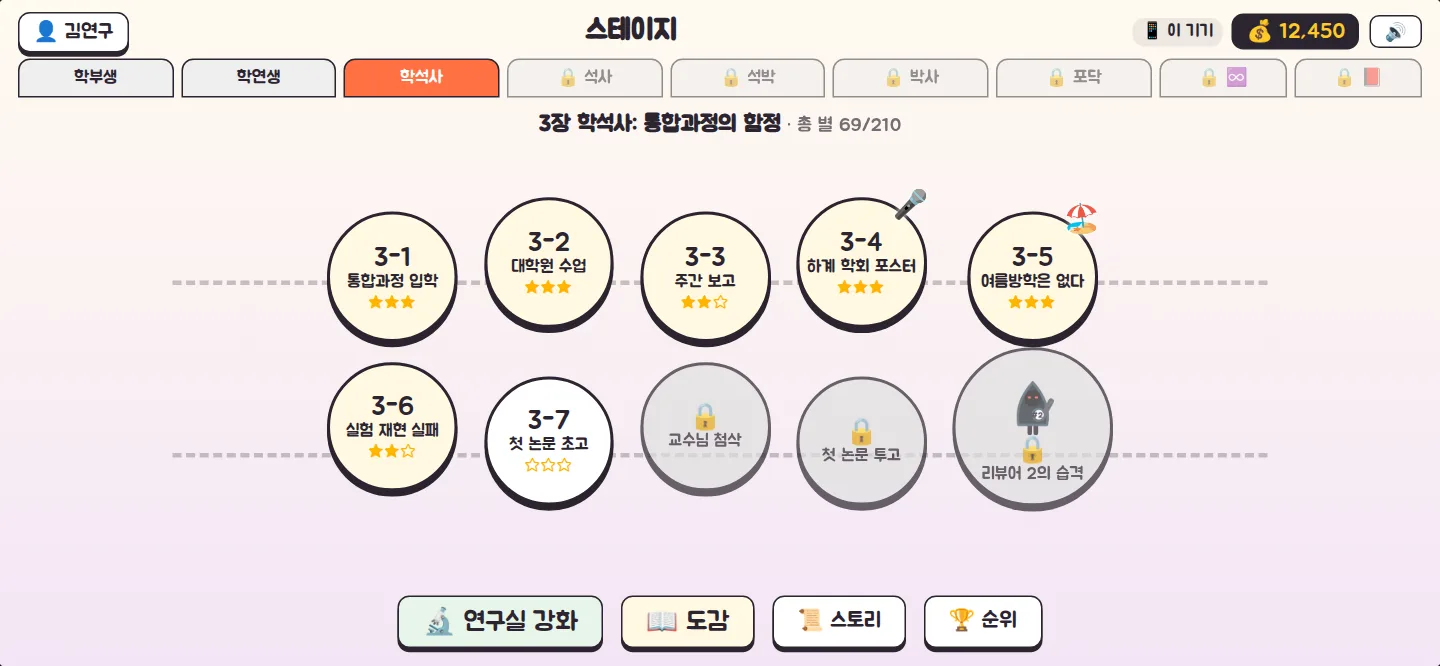 김연구
스테이지
이 기기
12,450
학부생
학연생
학석사
석사
석박
박사
포닥
3장 학석사: 통합과정의 함정 · 총 별 69/210
3-1
통합과정 입학
3-2
대학원 수업
3-3
주간 보고
3-4
하계 학회 포스터
3-5
여름방학은 없다
3-6
실험 재현 실패
3-7
첫 논문 초고
교수님 첨삭
첫 논문 투고
#2
리뷰어 2의 습격
연구실 강화
도감
스토리
순위